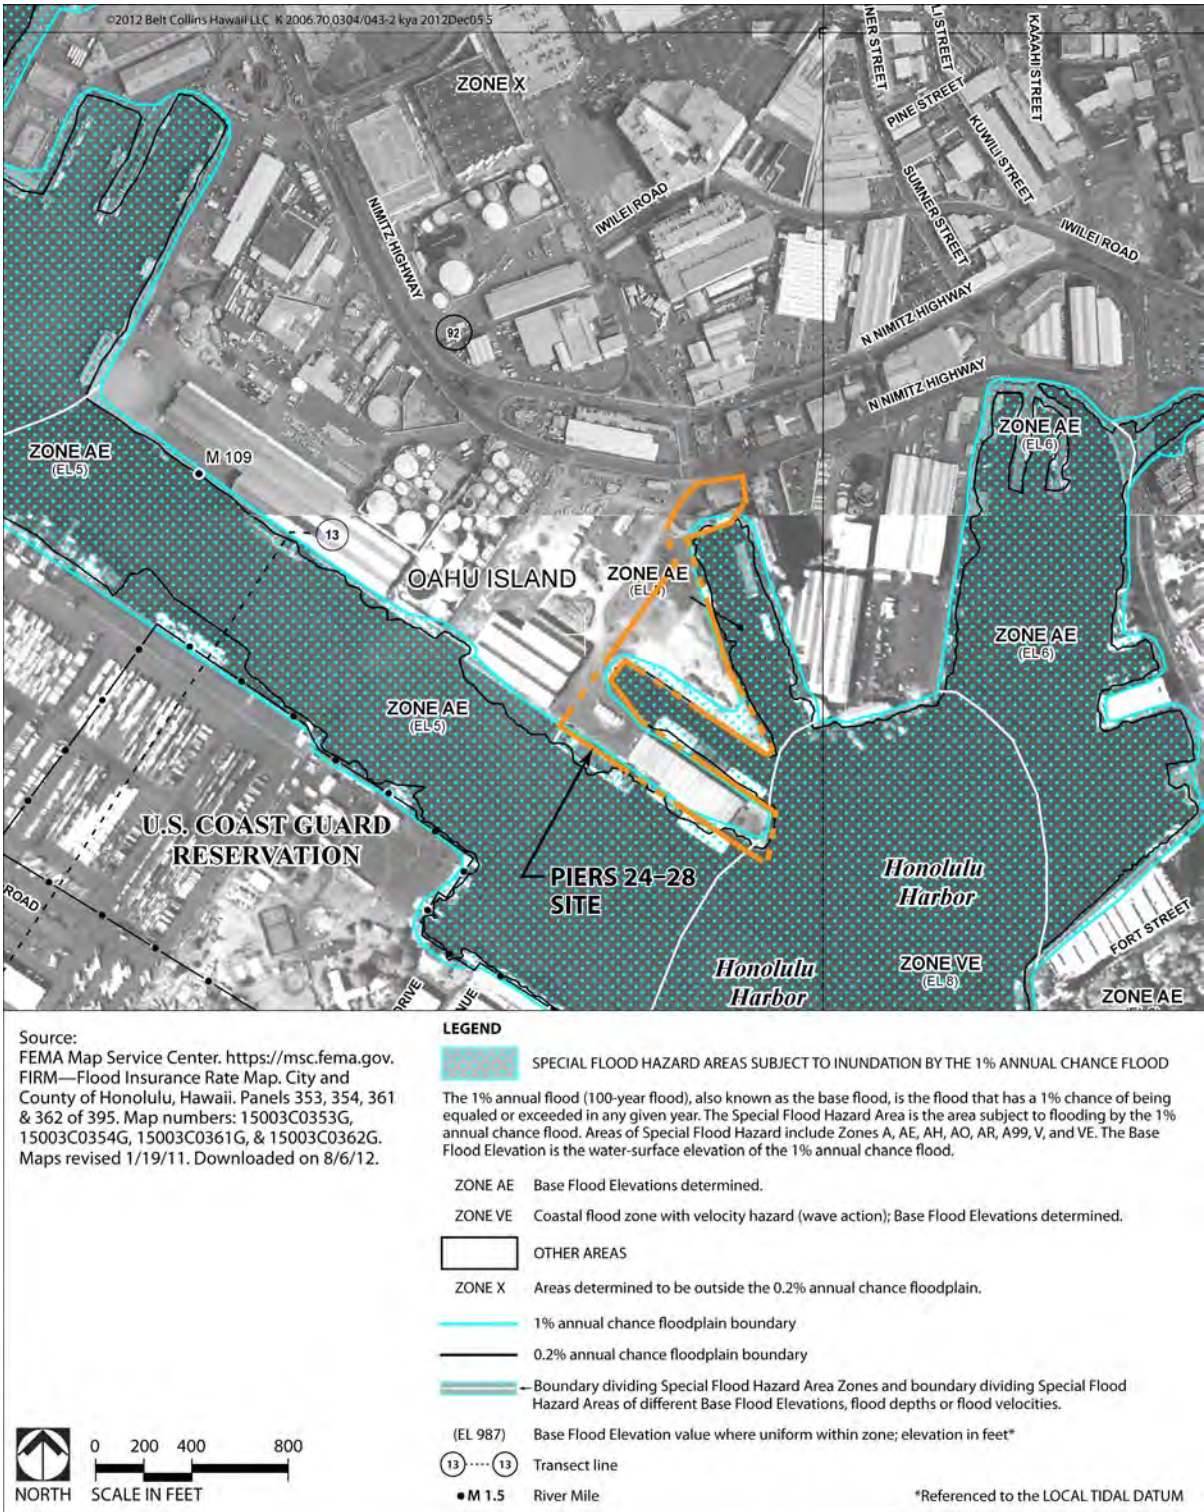 ©2012 Belt Collins Hawaii LLC K 2006.70.0304/043-2 kya 2012Dec05 5
ZONE X
NER STREET
LI STREET
KAAAHI STREET
PINE STREET
KUWILI STREET
SUMNER STREET
IWILEI ROAD
IWILEI ROAD
NIMITZ HIGHWAY
92
N NIMITZ HIGHWAY
N NIMITZ HIGHWAY
ZONE AE
(EL 5)
M 109
13
ZONE AE
(EL 6)
OAHU ISLAND
ZONE AE
ZONE AE
(EL 6)
ZONE AE
(EL 5)
U.S. COAST GUARD
RESERVATION
PIERS 24–28
SITE
Honolulu
Harbor
ROAD
FORT STREET
Honolulu
Harbor
ZONE VE
(EL 8)
ZONE AE
DRIVE
NUE
Source:
FEMA Map Service Center. https://msc.fema.gov.
FIRM—Flood Insurance Rate Map. City and
County of Honolulu, Hawaii. Panels 353, 354, 361
& 362 of 395. Map numbers: 15003C0353G,
15003C0354G, 15003C0361G, & 15003C0362G.
Maps revised 1/19/11. Downloaded on 8/6/12.
LEGEND
SPECIAL FLOOD HAZARD AREAS SUBJECT TO INUNDATION BY THE 1% ANNUAL CHANCE FLOOD
The 1% annual flood (100-year flood), also known as the base flood, is the flood that has a 1% chance of being
equaled or exceeded in any given year. The Special Flood Hazard Area is the area subject to flooding by the 1%
annual chance flood. Areas of Special Flood Hazard include Zones A, AE, AH, AO, AR, A99, V, and VE. The Base
Flood Elevation is the water-surface elevation of the 1% annual chance flood.
ZONE AE Base Flood Elevations determined.
ZONE VE Coastal flood zone with velocity hazard (wave action); Base Flood Elevations determined.
OTHER AREAS
ZONE X Areas determined to be outside the 0.2% annual chance floodplain.
1% annual chance floodplain boundary
0.2% annual chance floodplain boundary
Boundary dividing Special Flood Hazard Area Zones and boundary dividing Special Flood
Hazard Areas of different Base Flood Elevations, flood depths or flood velocities.
(EL 987) Base Flood Elevation value where uniform within zone; elevation in feet*
13 13 Transect line
M 1.5 River Mile
*Referenced to the LOCAL TIDAL DATUM
0 200 400 800
NORTH SCALE IN FEET